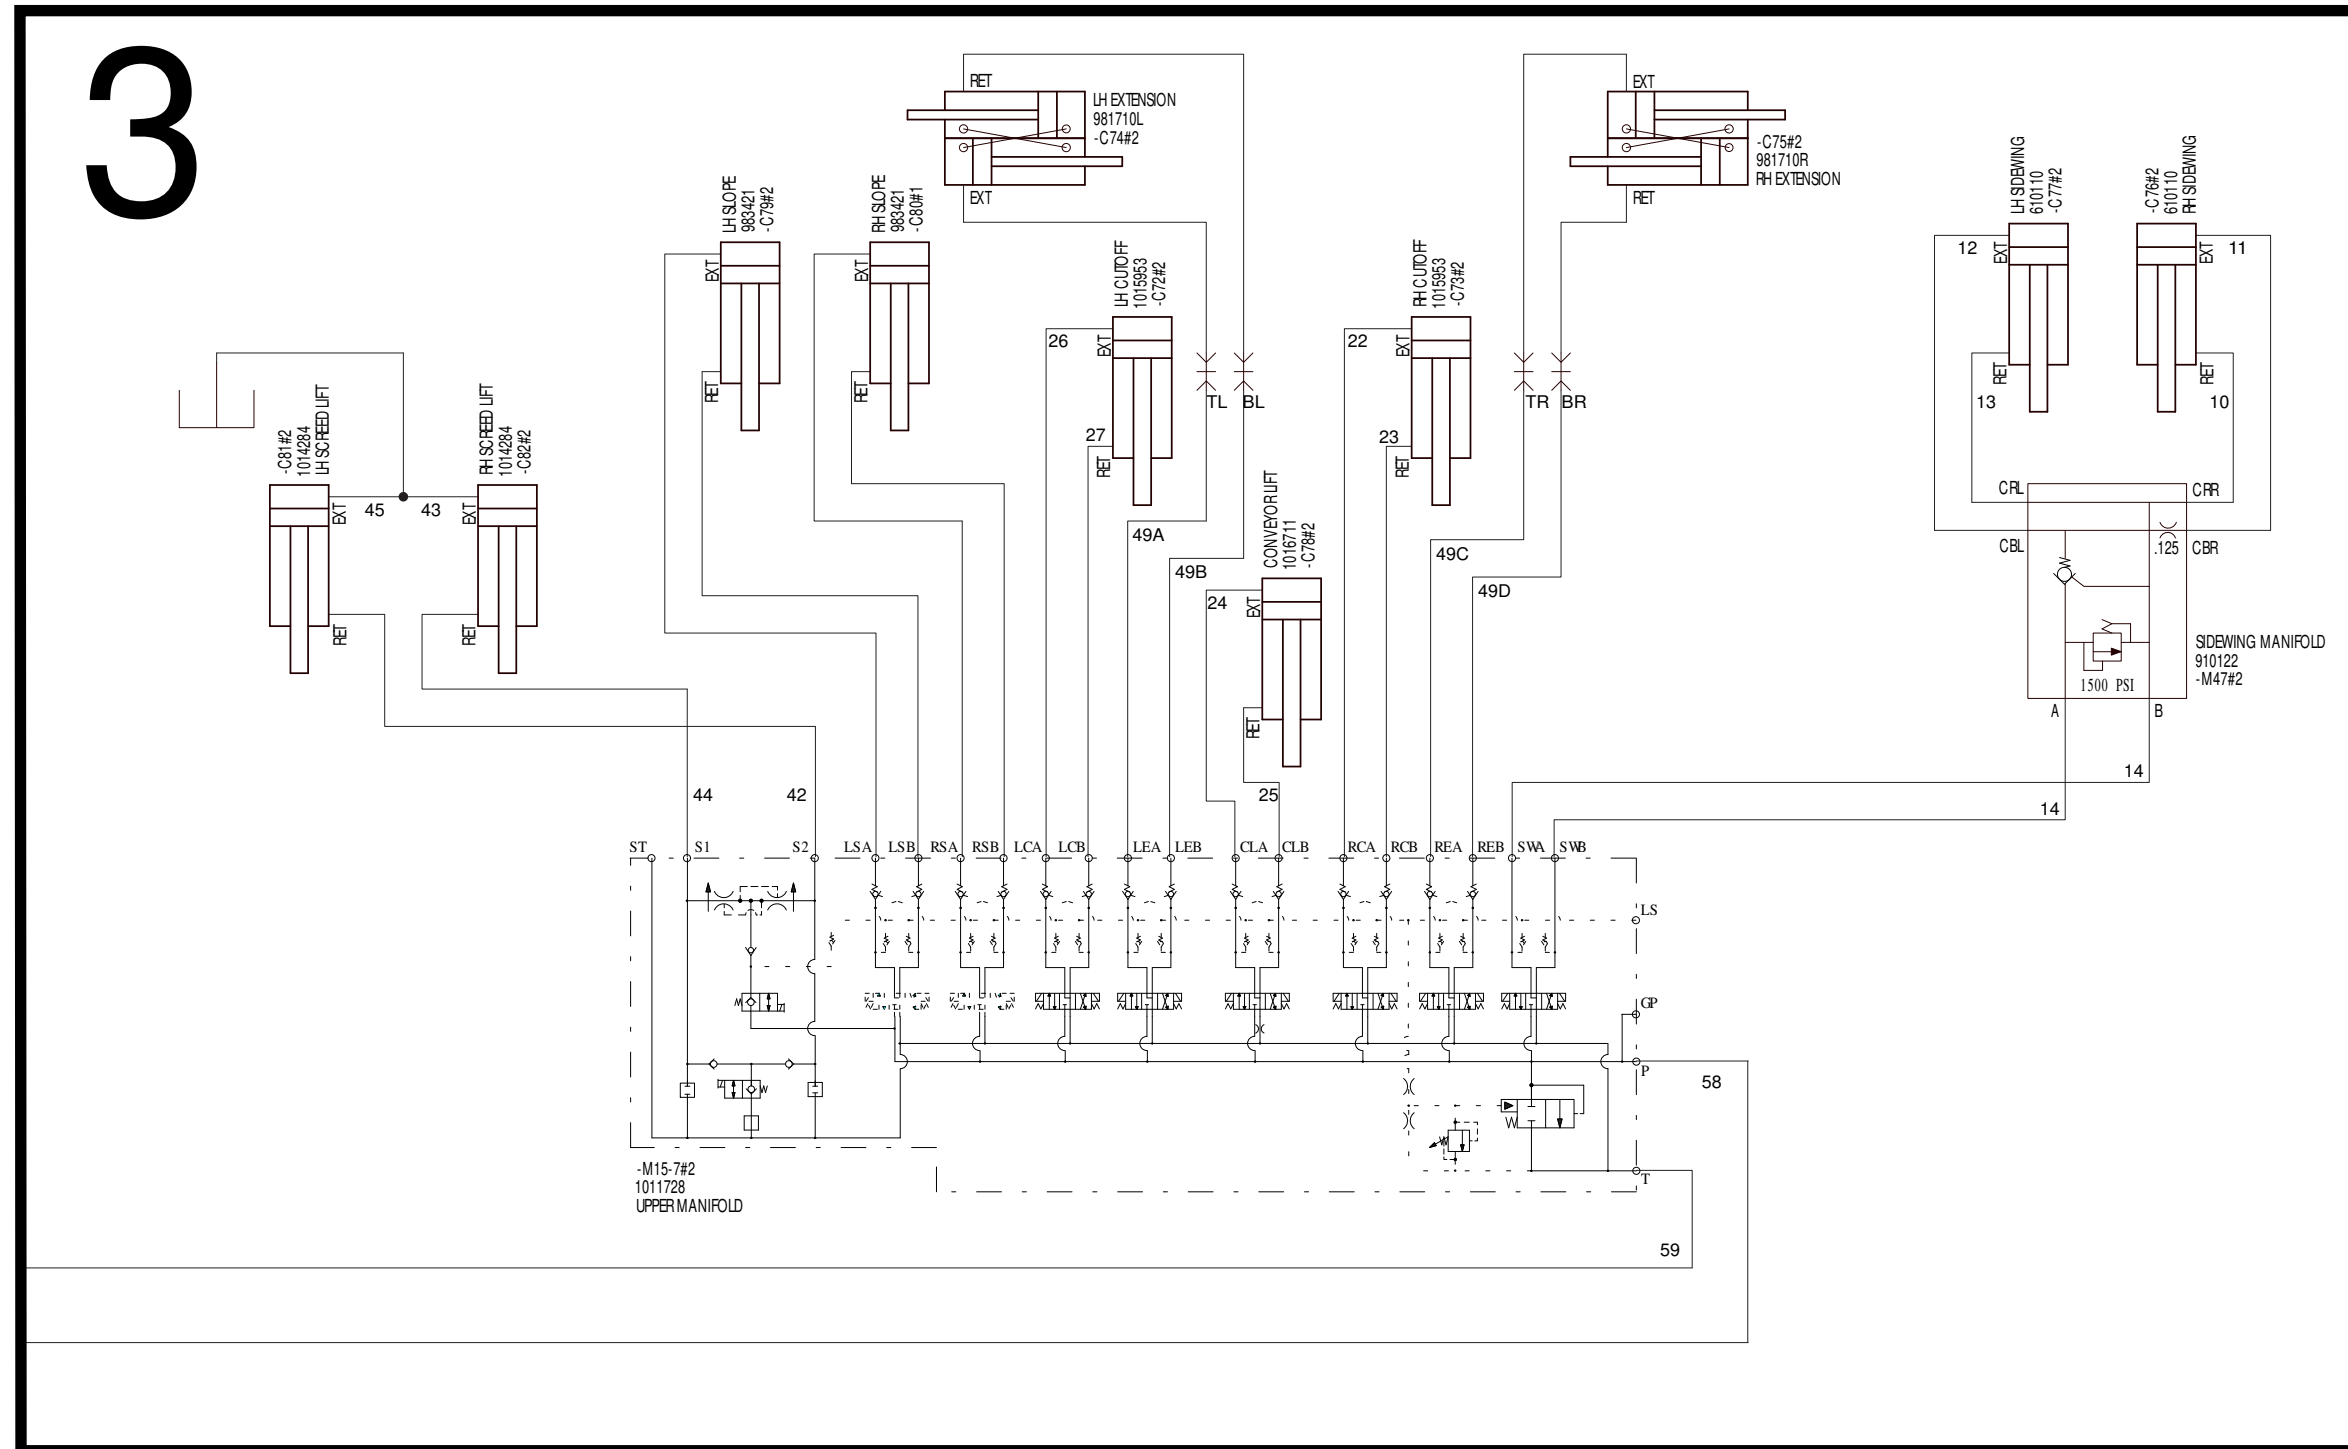 3
RET
LH EXTENSION
981710L
-C74#2
EXT
EXT
-C75#2
981710R
RH EXTENSION
RET
LH SLOPE
983421
-C79#2
EXT
RET
RH SLOPE
983421
-C80#1
EXT
RET
LH CUTOFF
1015953
-C72#2
26
EXT
27
RET
TL
BL
RH CUTOFF
1015953
-C73#2
22
EXT
23
RET
TR
BR
LH SIDEWING
610110
-C77#2
12
EXT
13
RET
-C76#2
610110
RH SIDEWING
EXT
11
RET
10
-C81#2
1014284
LH SCREED LIFT
EXT
45
43
RET
RH SCREED LIFT
1014284
-C82#2
EXT
RET
49A
49B
CONVEYOR LIFT
1016711
-C78#2
24
EXT
RET
25
49C
49D
CRL
CRR
CBL
.125
CBR
SIDEWING MANIFOLD
910122
-M47#2
1500 PSI
A
B
14
14
44
42
ST
S1
S2
LSA
LSB
RSA
RSB
LCA
LCB
LEA
LEB
CLA
CLB
RCA
RCB
REA
REB
SWA
SWB
LS
GP
P
58
T
-M15-7#2
1011728
UPPER MANIFOLD
59